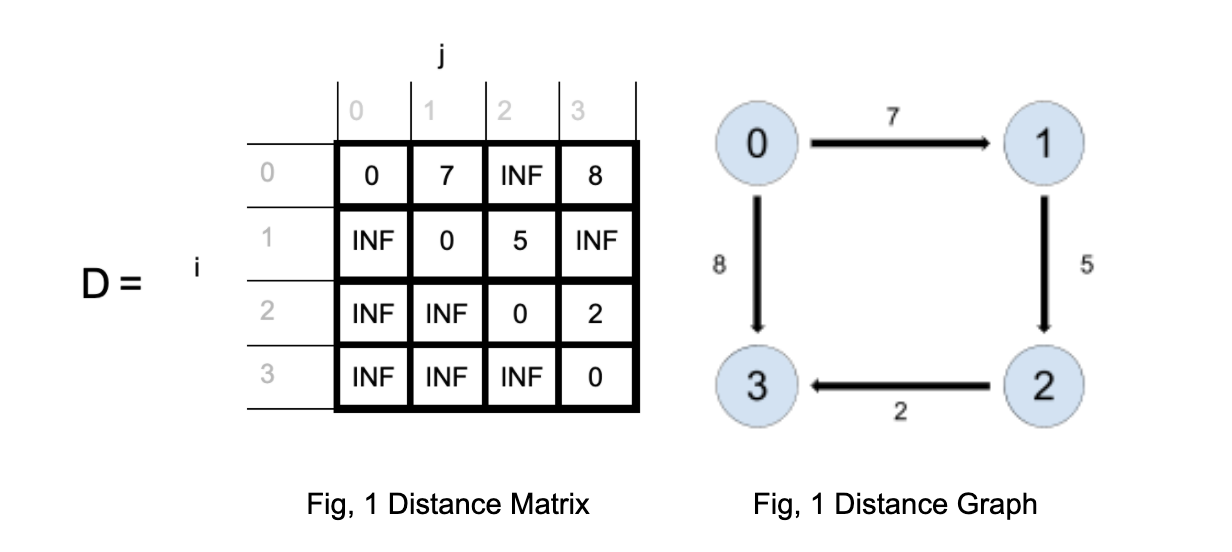 j
0 1 2 3
0 0 7 INF 8
1 INF 0 5 INF
D = i
2 INF INF 0 2
3 INF INF INF 0
Fig, 1 Distance Matrix
0 7 1
8 5
3 2 2
Fig, 1 Distance Graph